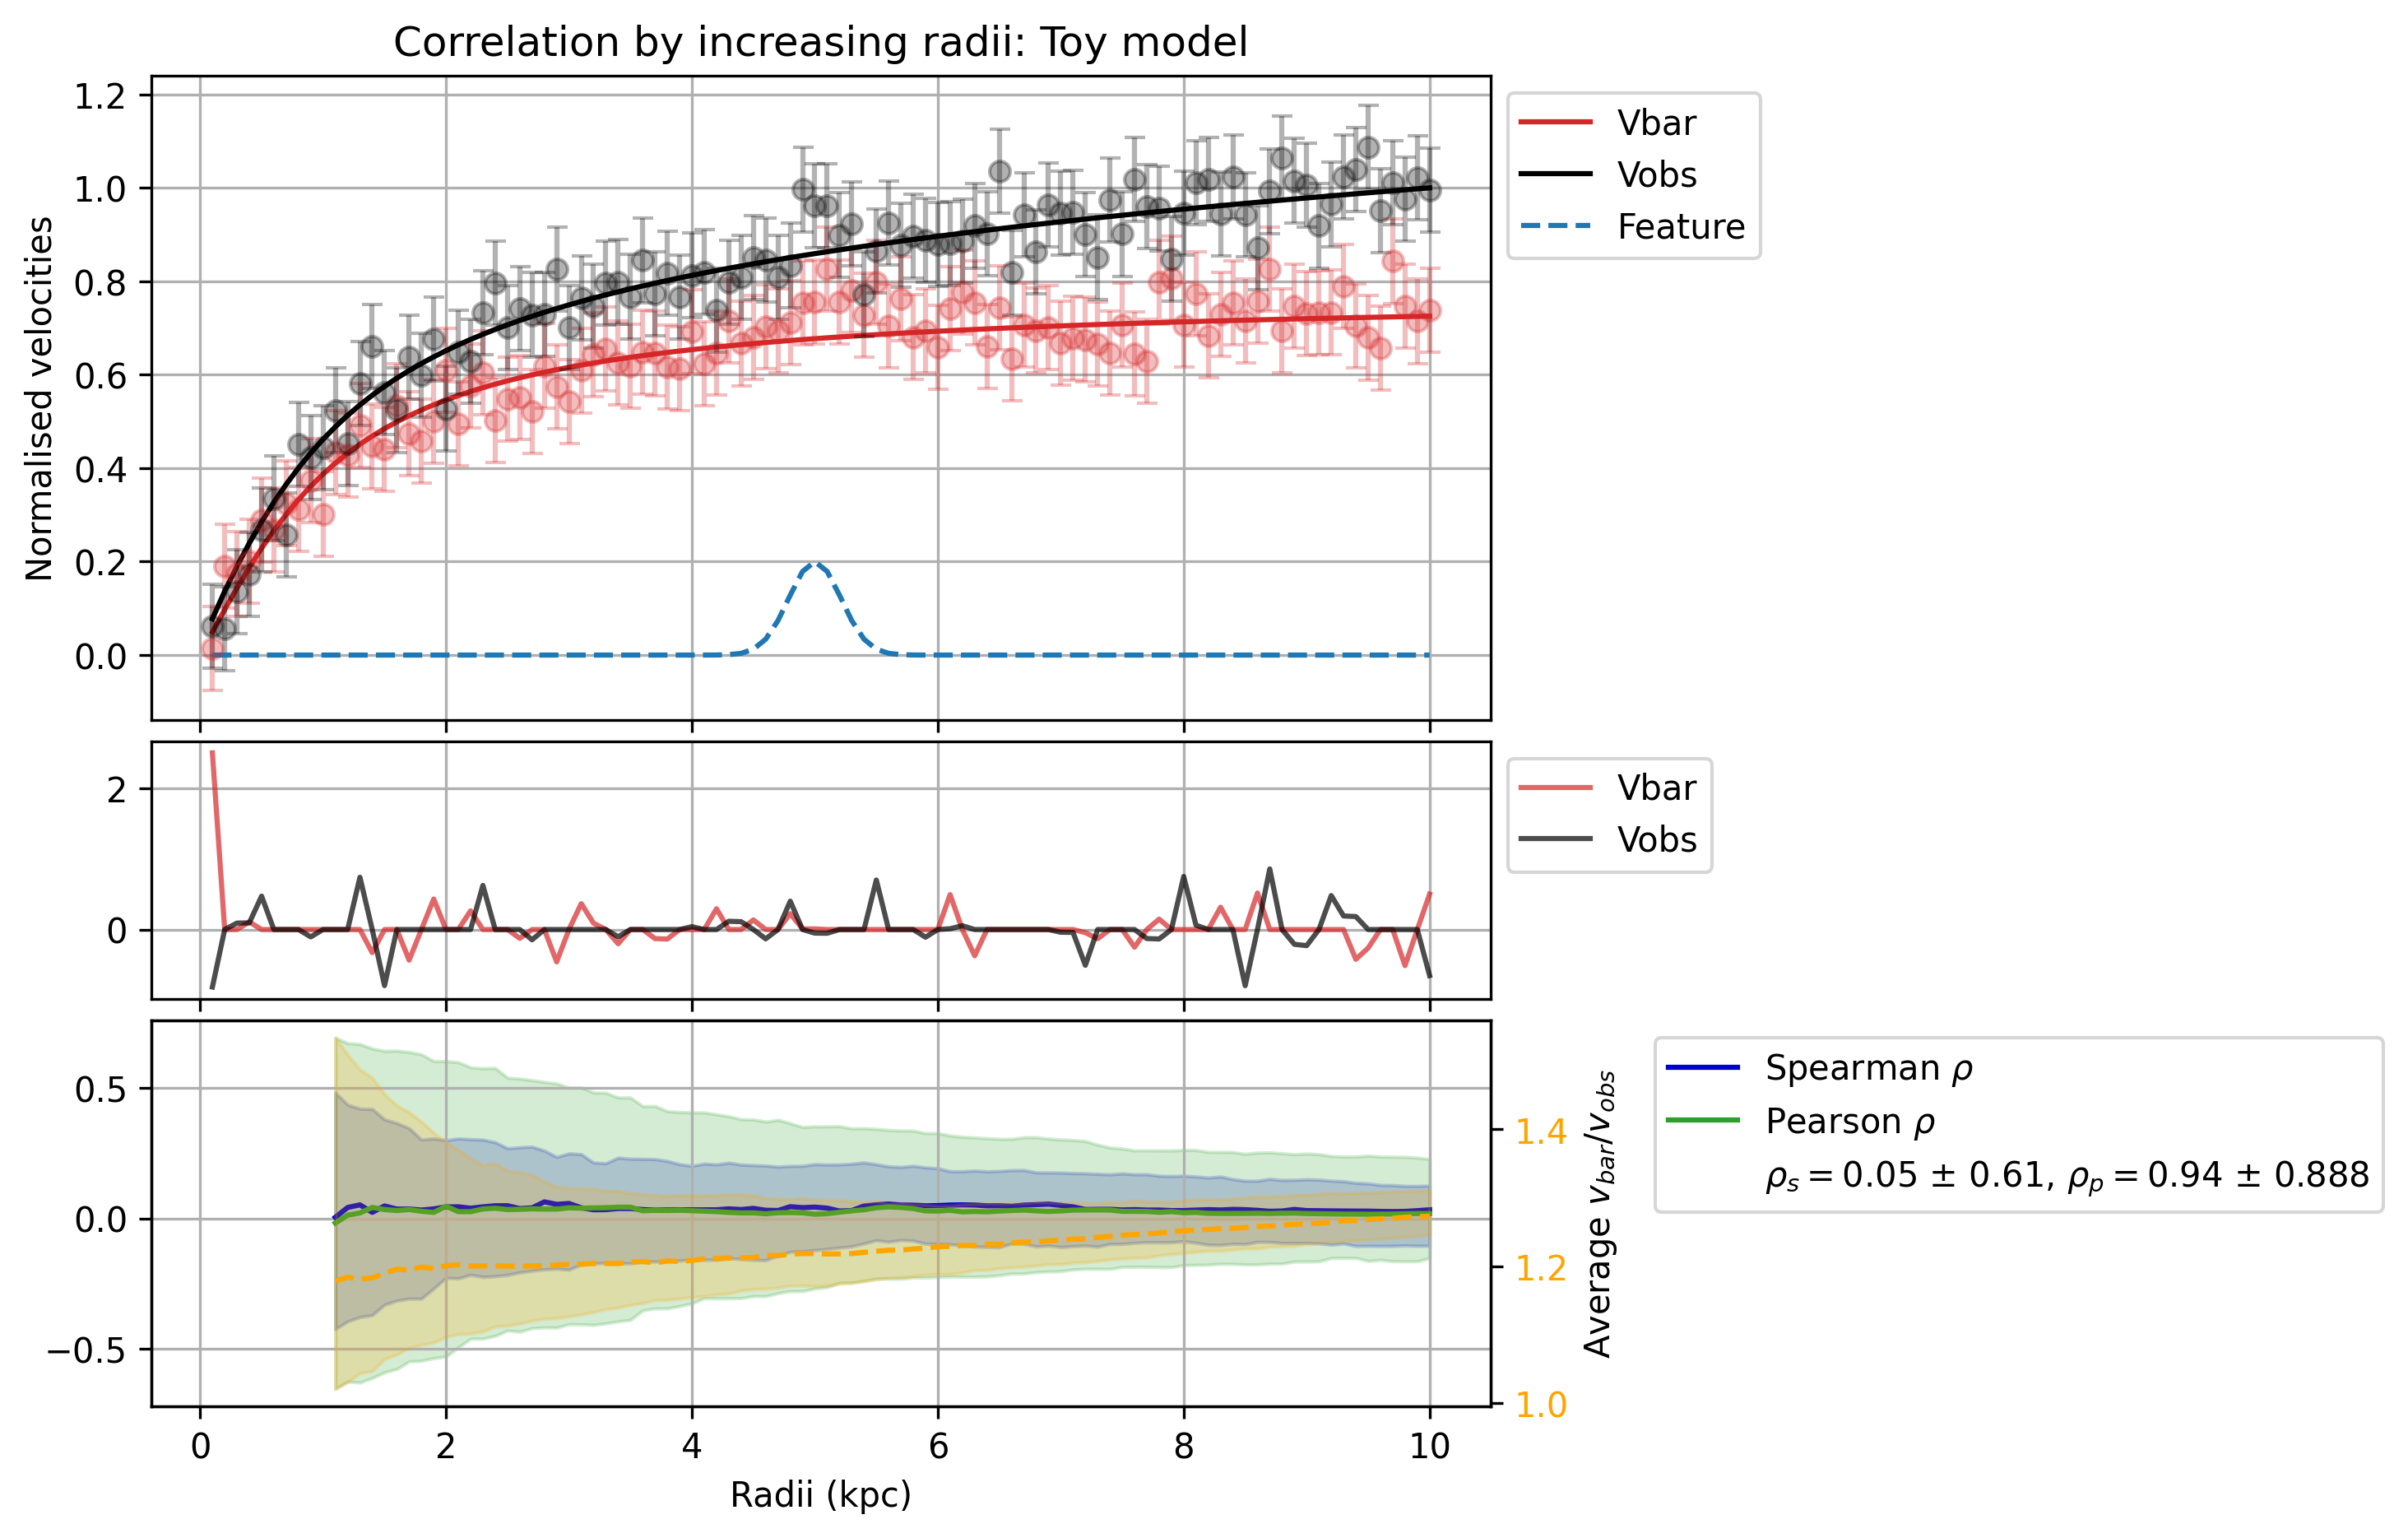 Correlation by increasing radii: Toy model
Normalised velocities
1.2
1.0
0.8
0.6
0.4
0.2
0.0
Vbar
Vobs
Feature
2
0
Vbar
Vobs
0.5
0.0
−0.5
1.4
1.2
1.0
Average v_bar/v_obs
Spearman ρ
Pearson ρ
ρ_s = 0.05 ± 0.61, ρ_p = 0.94 ± 0.888
0 2 4 6 8 10
Radii (kpc)